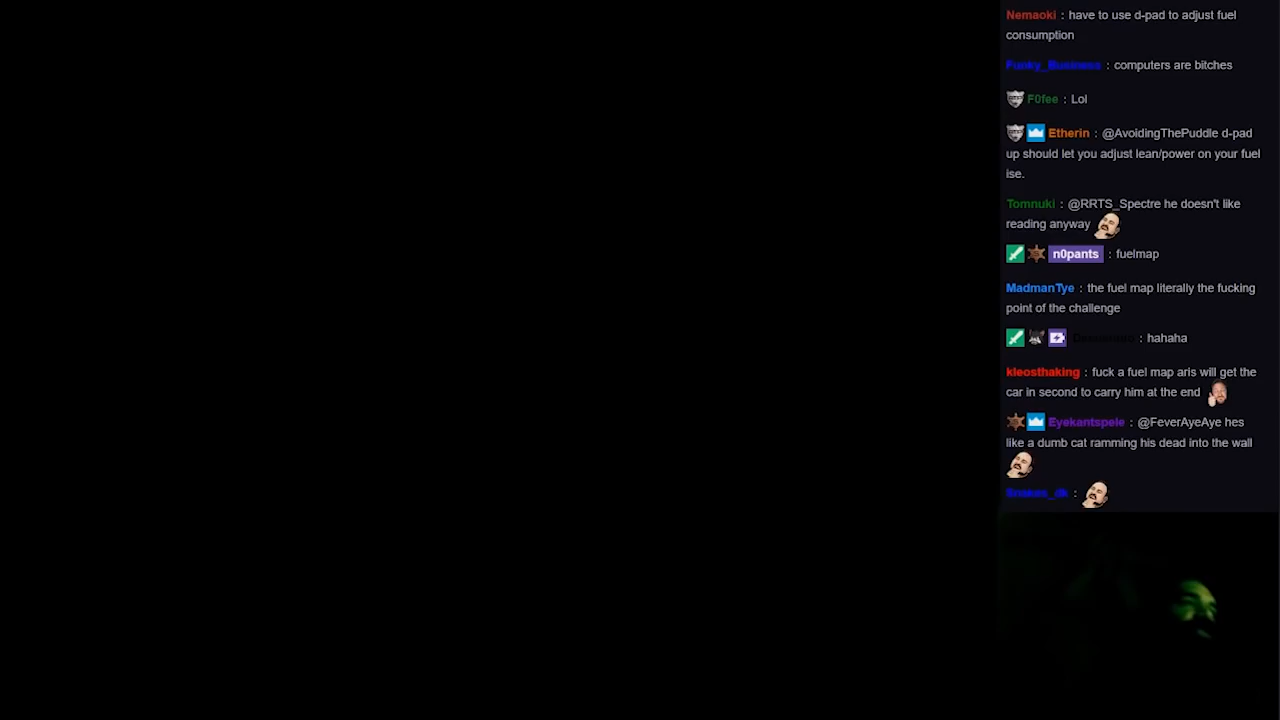 Nemaoki : have to use d-pad to adjust fuel
consumption
Funky_Business : computers are bitches
F0fee : Lol
Etherin : @AvoidingThePuddle d-pad
up should let you adjust lean/power on your fuel
ise.
Tomnuki : @RRTS_Spectre he doesn't like
reading anyway
n0pants : fuelmap
MadmanTye : the fuel map literally the fucking
point of the challenge
: hahaha
kleosthaking : fuck a fuel map aris will get the
car in second to carry him at the end
Eyekantspele : @FeverAyeAye hes
like a dumb cat ramming his dead into the wall
: